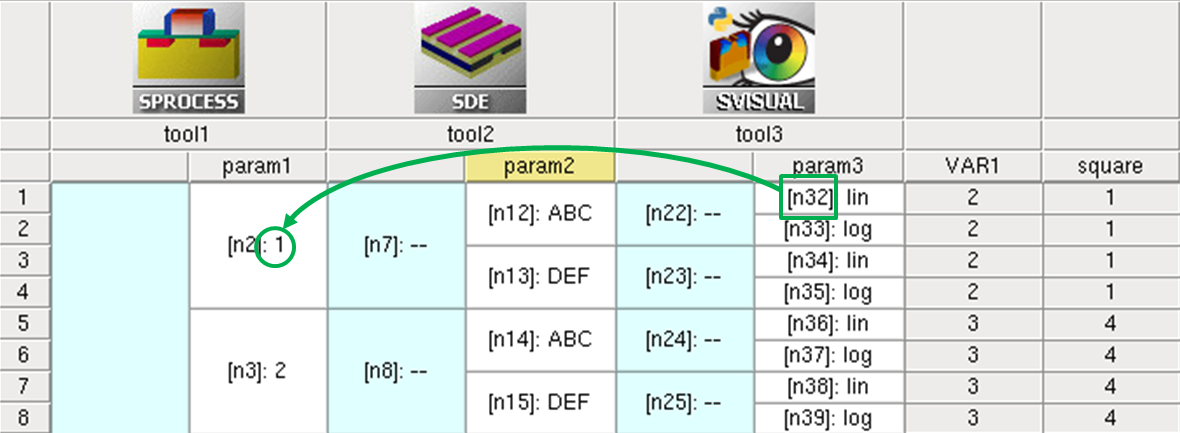 SPROCESS SDE SVISUAL
tool1 tool2 tool3
param1 param2 param3 VAR1 square
1 [n2]: 1 [n7]: -- [n12]: ABC [n22]: -- [n32]: lin 2 1
2 [n33]: log 2 1
3 [n13]: DEF [n23]: -- [n34]: lin 2 1
4 [n35]: log 2 1
5 [n3]: 2 [n8]: -- [n14]: ABC [n24]: -- [n36]: lin 3 4
6 [n37]: log 3 4
7 [n15]: DEF [n25]: -- [n38]: lin 3 4
8 [n39]: log 3 4